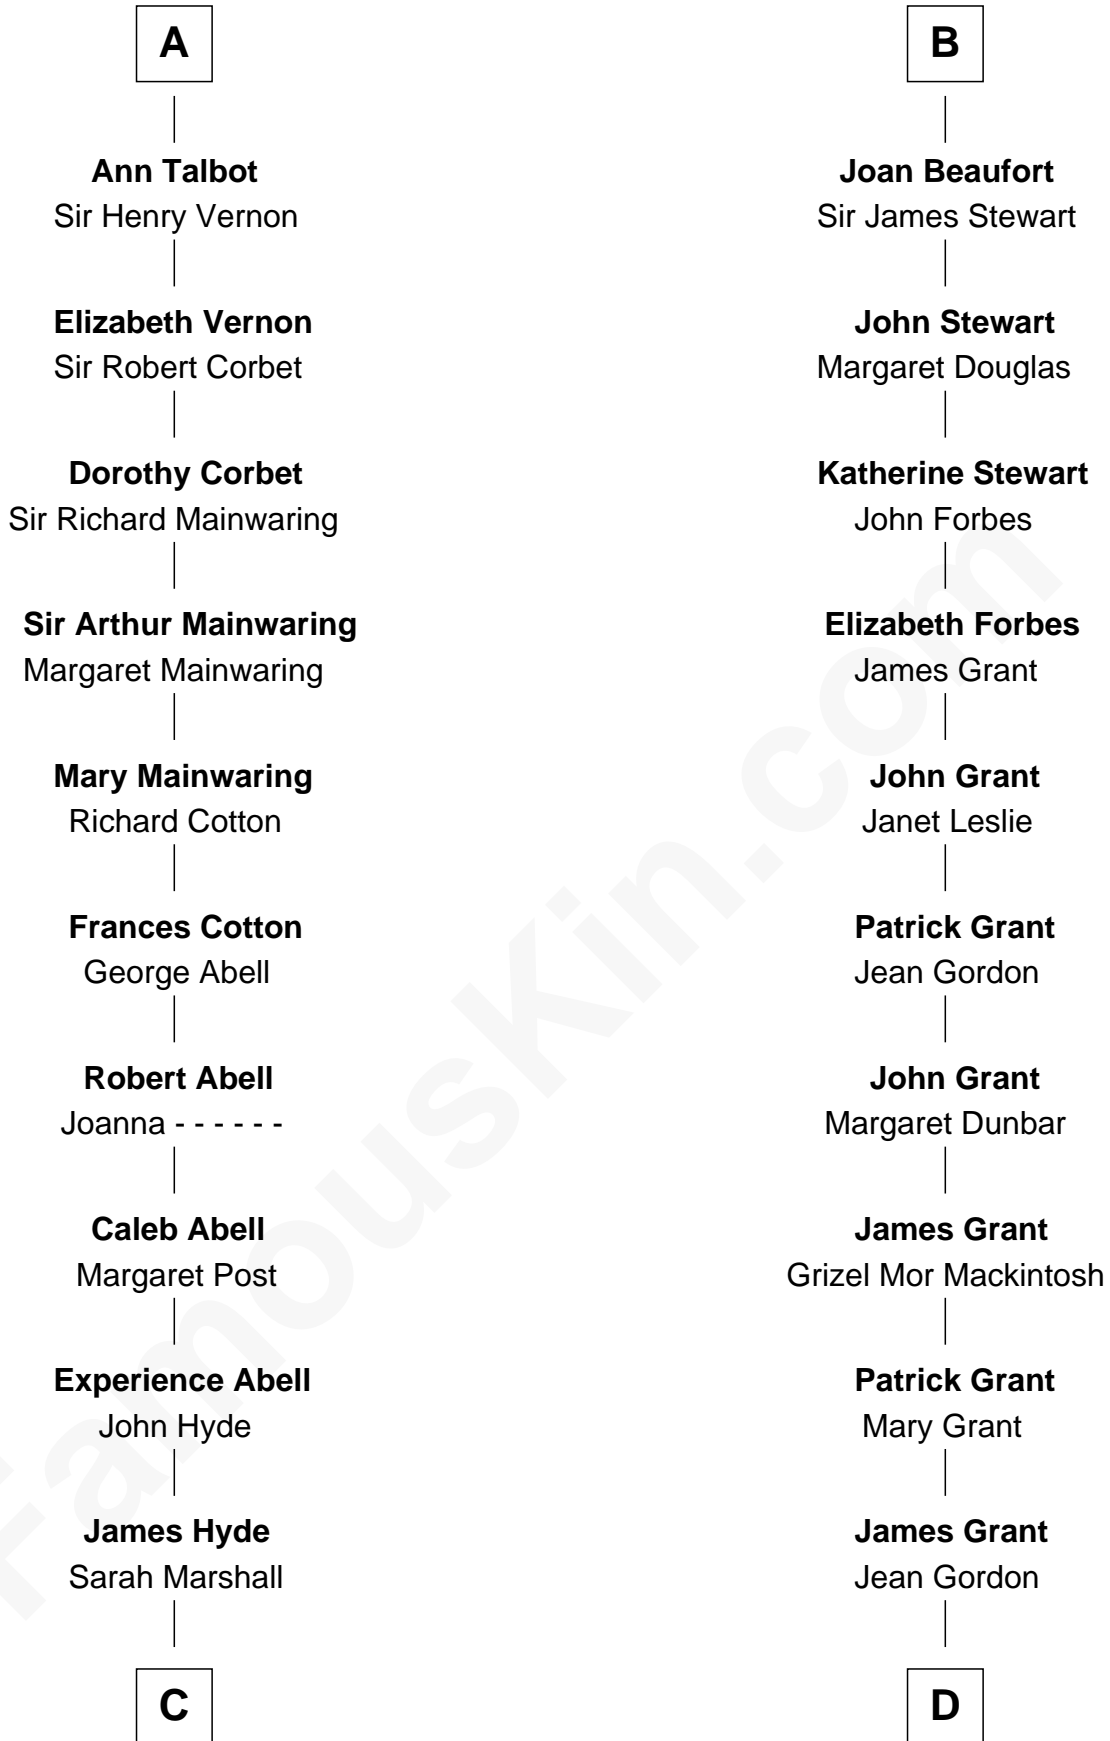 A
Ann Talbot
Sir Henry Vernon
Elizabeth Vernon
Sir Robert Corbet
Dorothy Corbet
Sir Richard Mainwaring
Sir Arthur Mainwaring
Margaret Mainwaring
Mary Mainwaring
Richard Cotton
Frances Cotton
George Abell
Robert Abell
Joanna - - - - - -
Caleb Abell
Margaret Post
Experience Abell
John Hyde
James Hyde
Sarah Marshall
C
B
Joan Beaufort
Sir James Stewart
John Stewart
Margaret Douglas
Katherine Stewart
John Forbes
Elizabeth Forbes
James Grant
John Grant
Janet Leslie
Patrick Grant
Jean Gordon
John Grant
Margaret Dunbar
James Grant
Grizel Mor Mackintosh
Patrick Grant
Mary Grant
James Grant
Jean Gordon
D
FamousKin.com